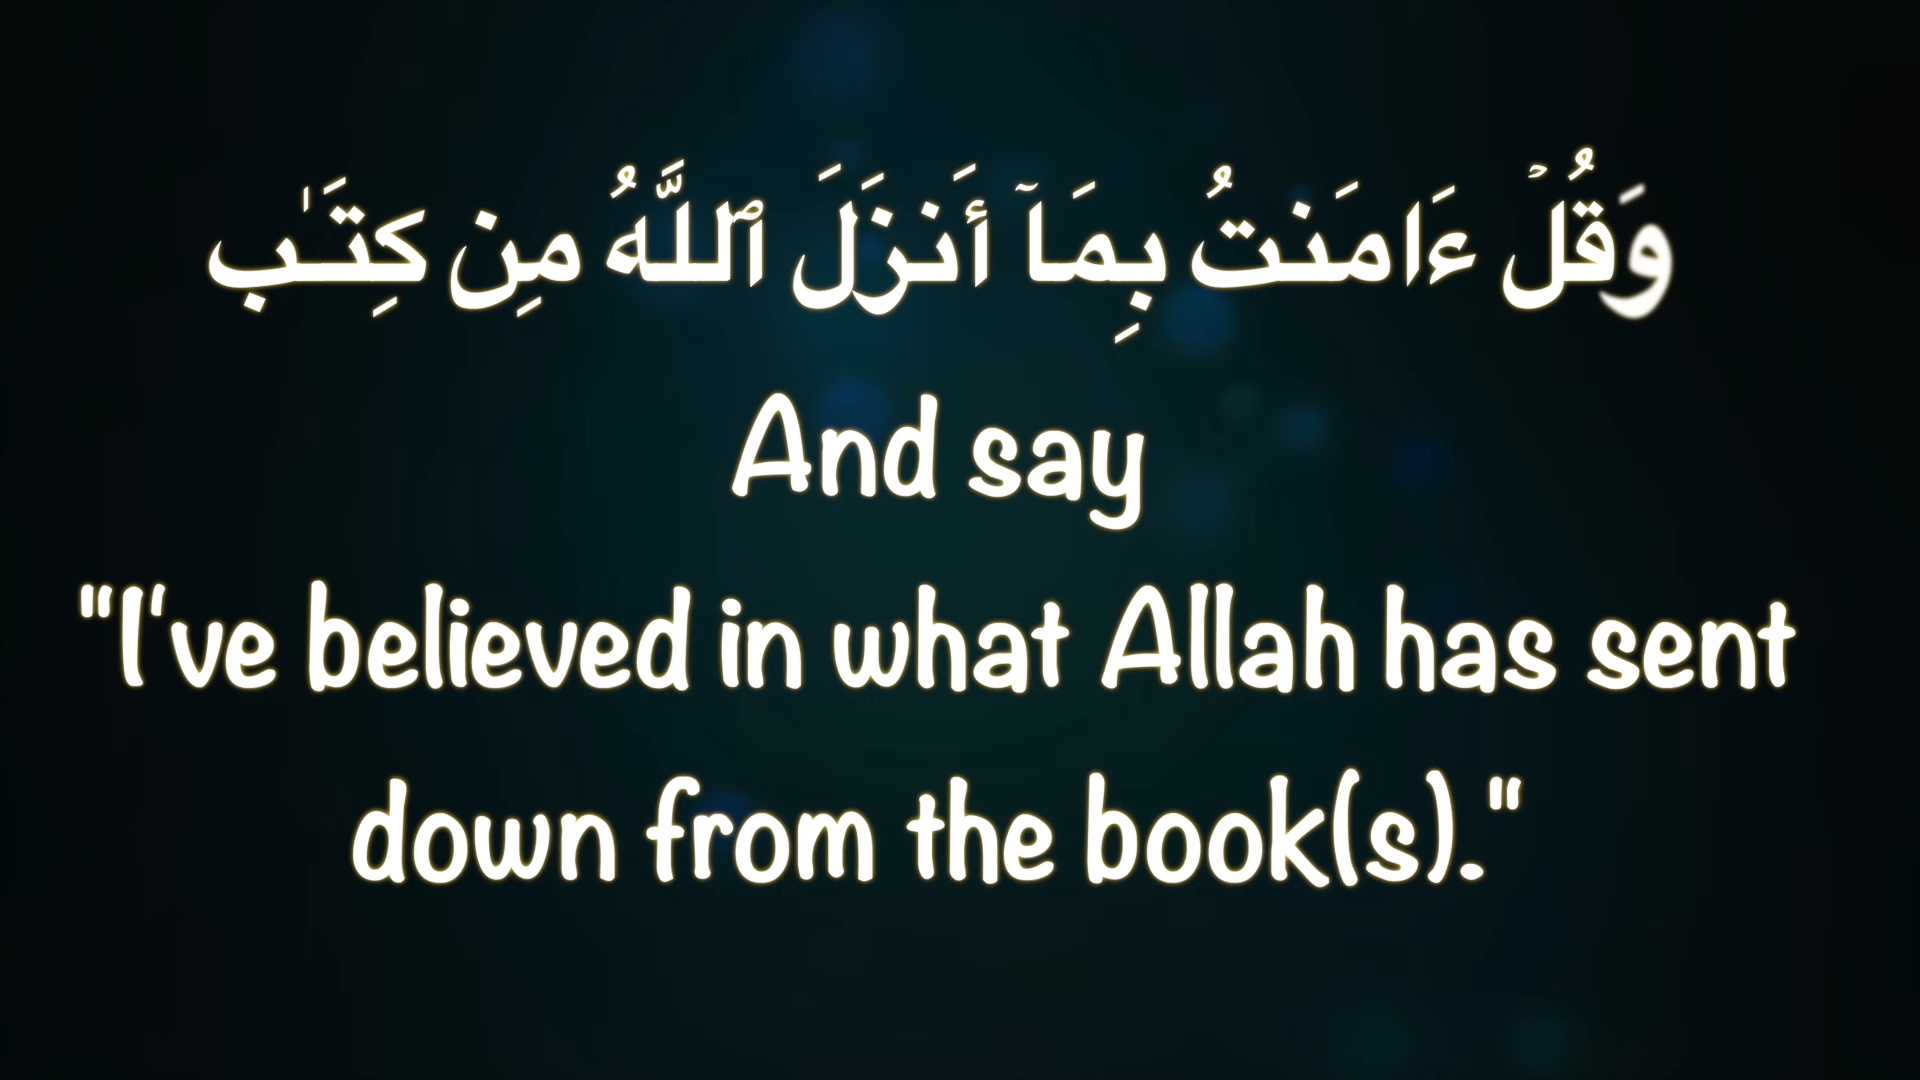 وَقُلۡ ءَامَنتُ بِمَآ أَنزَلَ ٱللَّهُ مِن كِتَـٰب
And say
"I've believed in what Allah has sent
down from the book(s)."